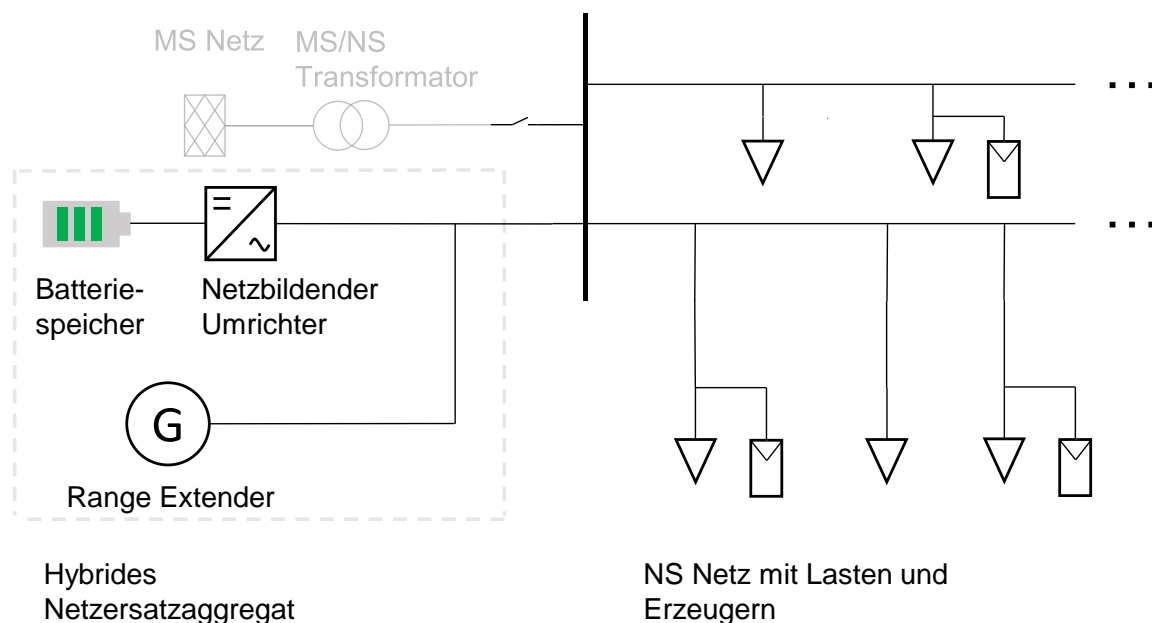 MS Netz
MS/NS
Transformator
...
Batterie-
speicher
Netzbildender
Umrichter
...
G
Range Extender
Hybrides
Netzersatzaggregat
NS Netz mit Lasten und
Erzeugern